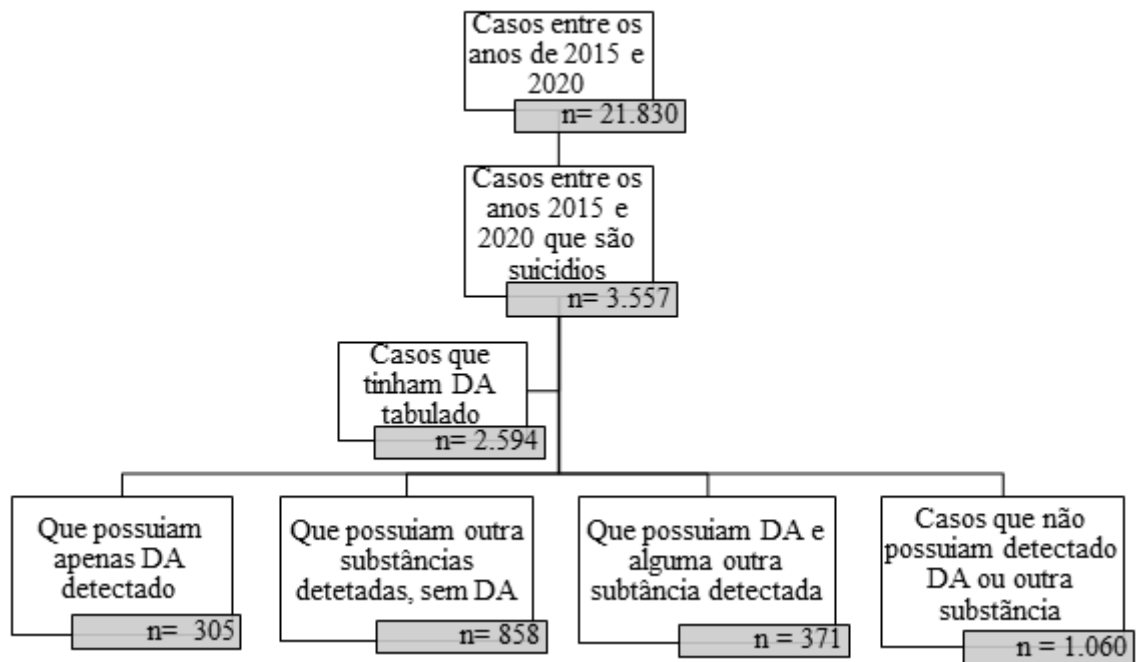 Casos entre os
anos de 2015 e
2020
n= 21.830
Casos entre os
anos 2015 e
2020 que são
suicídios
n= 3.557
Casos que
tinham DA
tabulado
n= 2.594
Que possuiam
apenas DA
detectado
n= 305
Que possuiam outra
substâncias
detetadas, sem DA
n= 858
Que possuiam DA e
alguma outra
subtância detectada
n = 371
Casos que não
possuiam detectado
DA ou outra
substãncia
n = 1.060